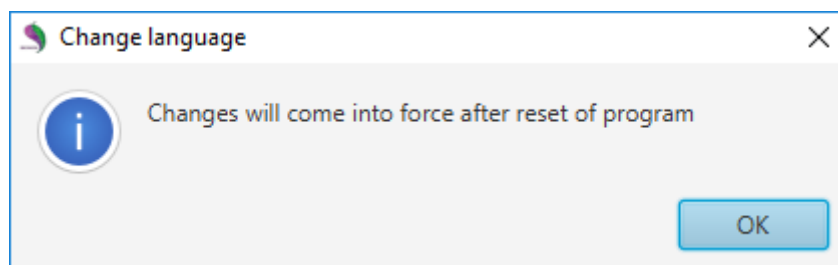 Change language
Changes will come into force after reset of program
OK